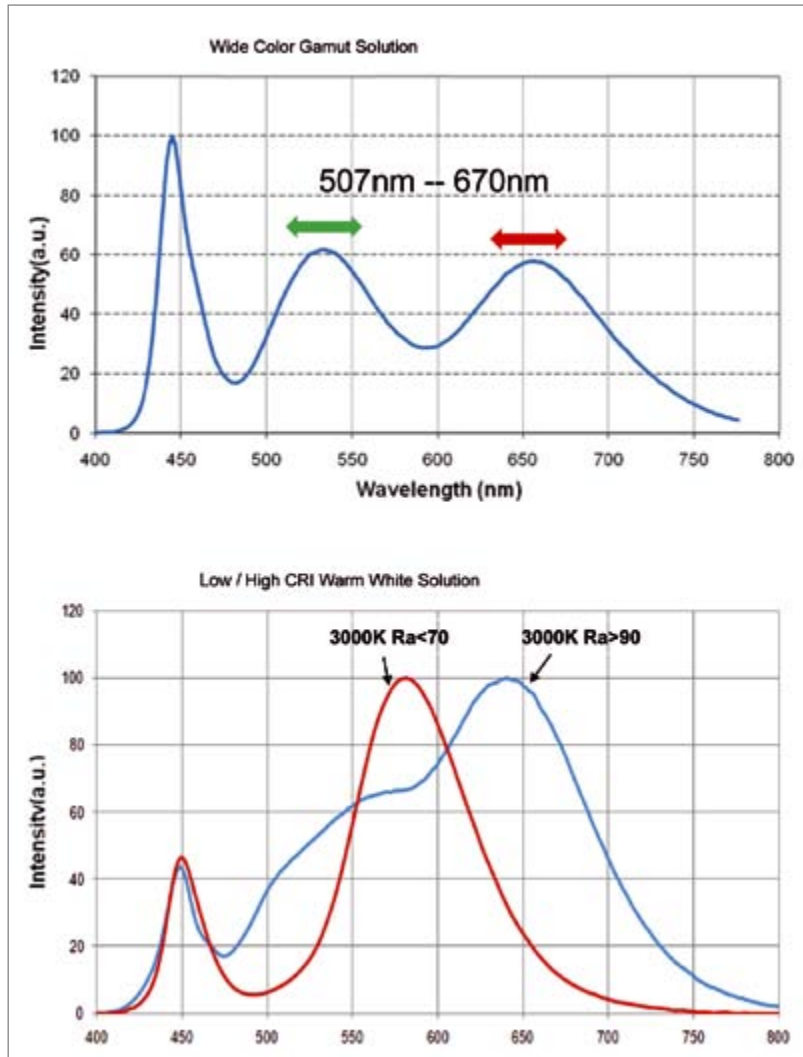 Wide Color Gamut Solution
120
100
80
60
40
20
0
507nm -- 670nm
Intensity(a.u.)
400 450 500 550 600 650 700 750 800
Wavelength (nm)
Low / High CRI Warm White Solution
120
100
80
60
40
20
0
3000K Ra<70 3000K Ra>90
Intensity(a.u.)
400 450 500 550 600 650 700 750 800